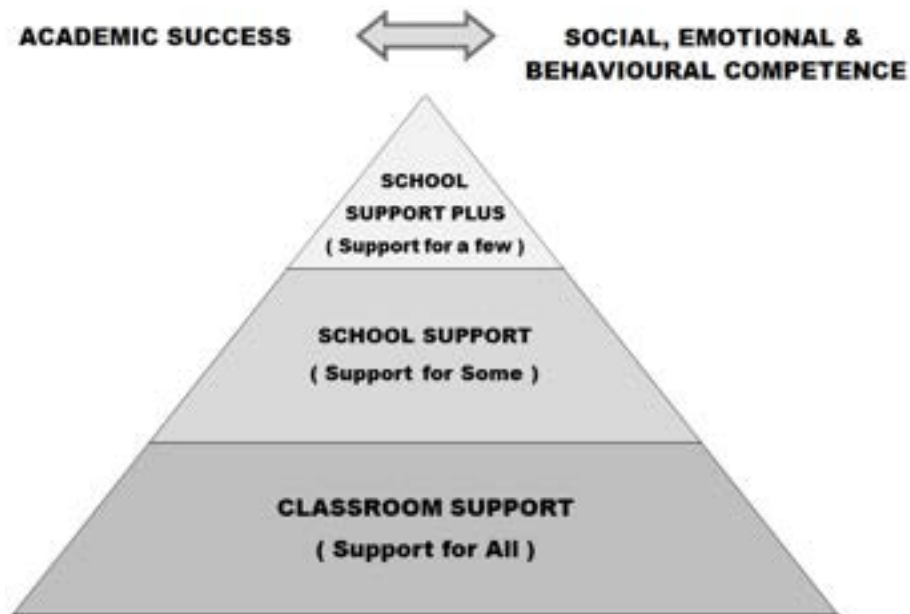 ACADEMIC SUCCESS
SOCIAL, EMOTIONAL &
BEHAVIOURAL COMPETENCE
SCHOOL
SUPPORT PLUS
( Support for a few )
SCHOOL SUPPORT
( Support for Some )
CLASSROOM SUPPORT
( Support for All )